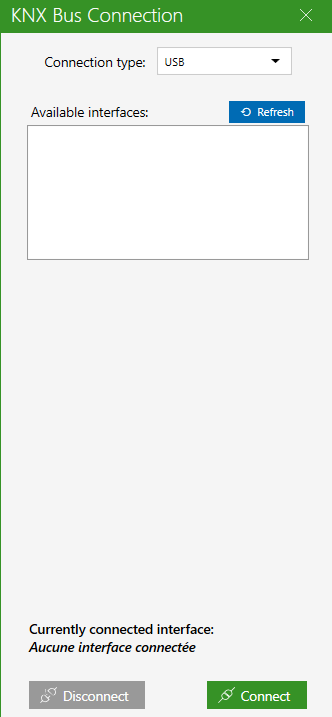 KNX Bus Connection
Connection type: USB
Available interfaces: Refresh
Currently connected interface:
Aucune interface connectée
Disconnect Connect